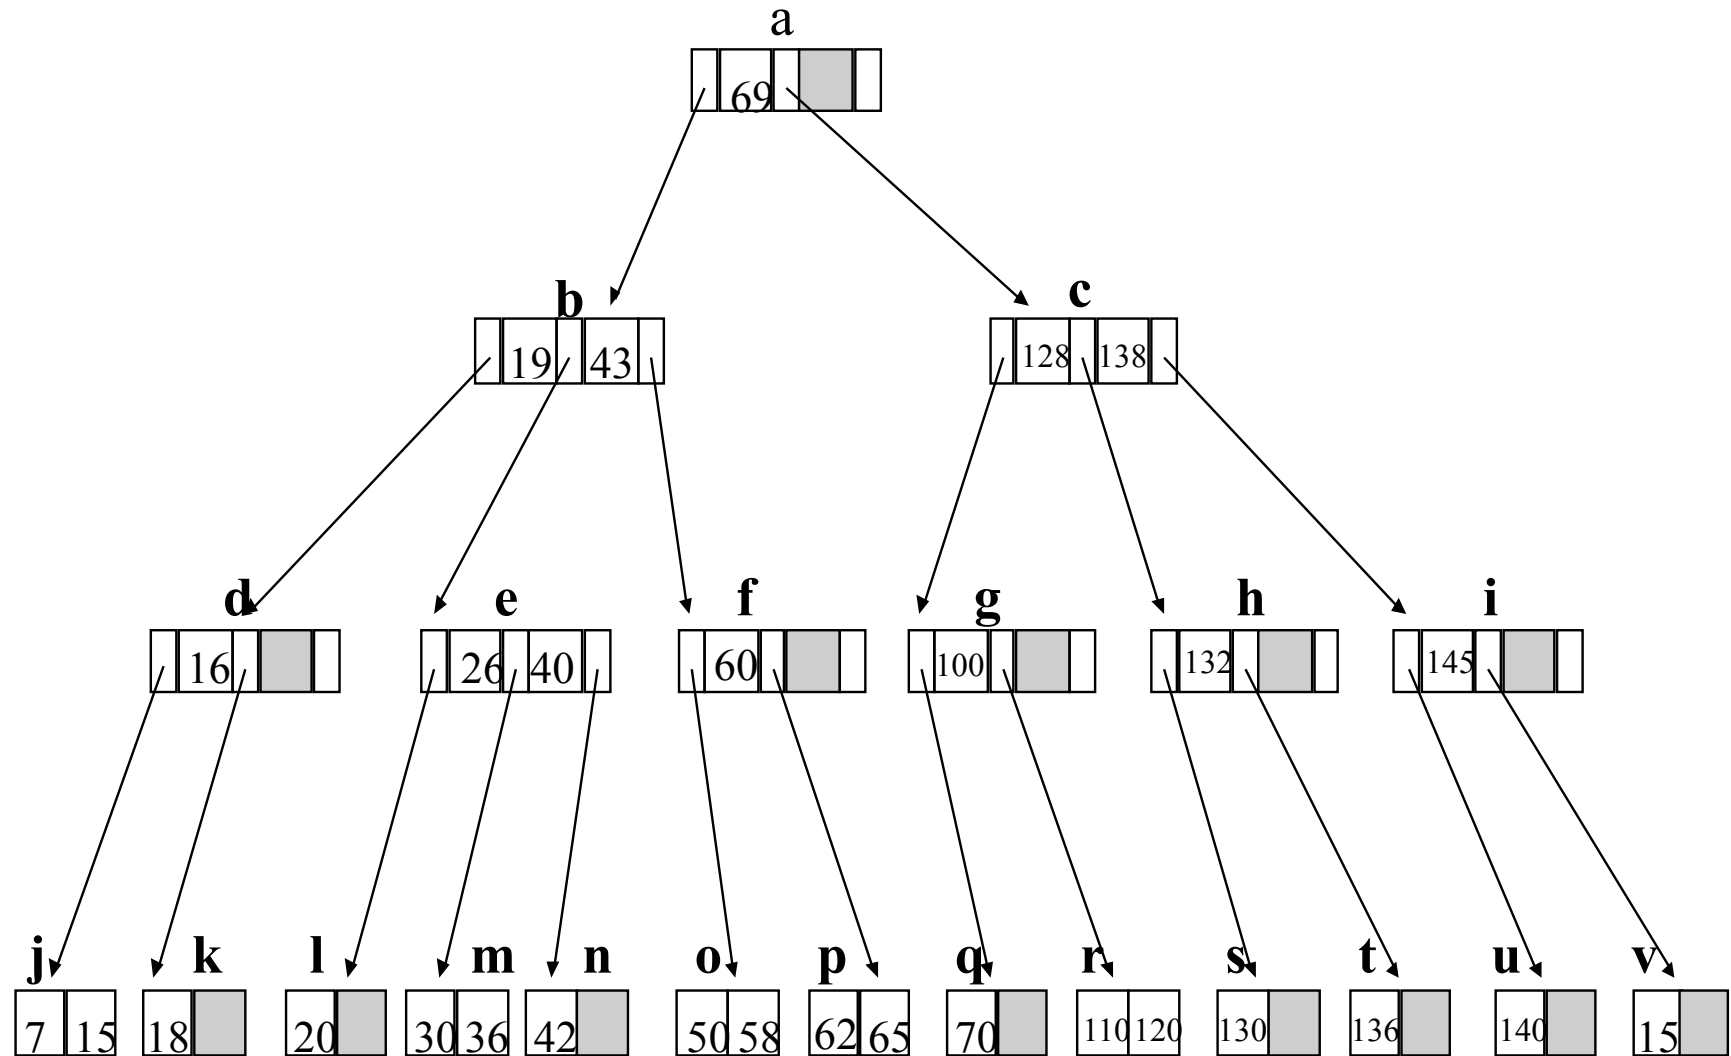 a
69
b c
19 43 128 138
d e f g h i
16 26 40 60 100 132 145
j k l m n o p q r s t u v
7 15 18 20 30 36 42 50 58 62 65 70 110 120 130 136 140 15